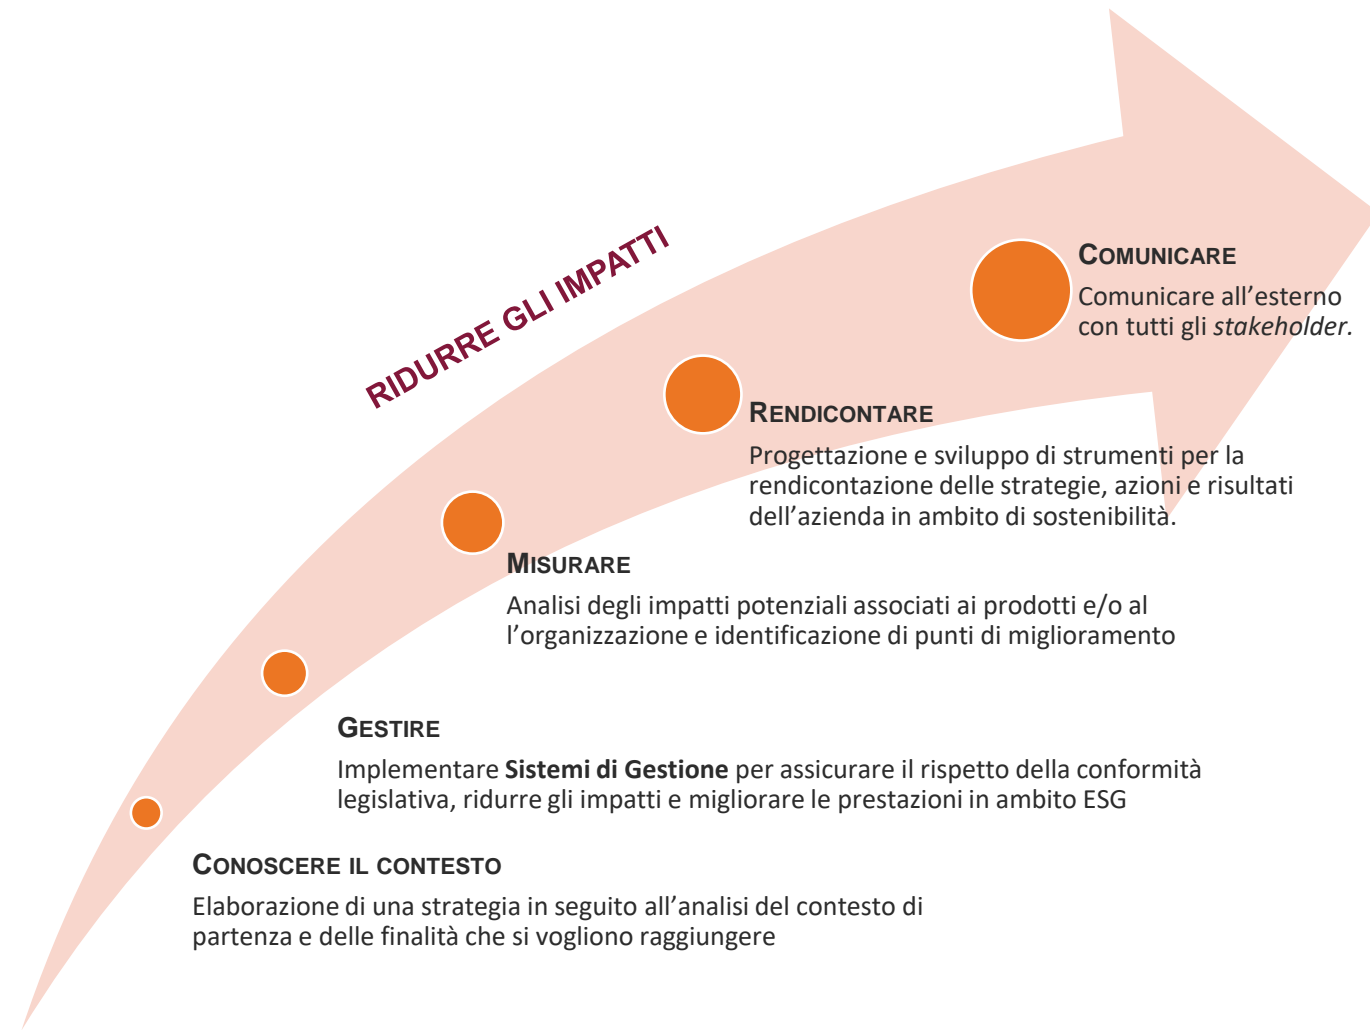 RIDURRE GLI IMPATTI
COMUNICARE
Comunicare all’esterno
con tutti gli stakeholder.
RENDICONTARE
Progettazione e sviluppo di strumenti per la
rendicontazione delle strategie, azioni e risultati
dell’azienda in ambito di sostenibilità.
MISURARE
Analisi degli impatti potenziali associati ai prodotti e/o al
l’organizzazione e identificazione di punti di miglioramento
GESTIRE
Implementare Sistemi di Gestione per assicurare il rispetto della conformità
legislativa, ridurre gli impatti e migliorare le prestazioni in ambito ESG
CONOSCERE IL CONTESTO
Elaborazione di una strategia in seguito all’analisi del contesto di
partenza e delle finalità che si vogliono raggiungere